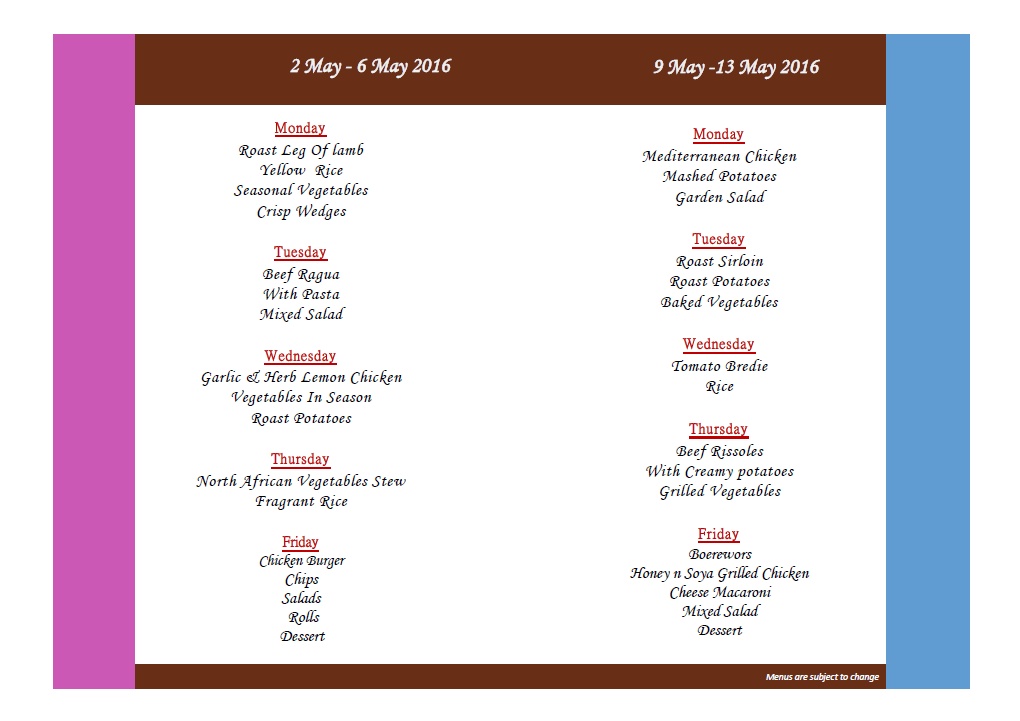 2 May - 6 May 2016
Monday
Roast Leg Of lamb
Yellow Rice
Seasonal Vegetables
Crisp Wedges
Tuesday
Beef Ragua
With Pasta
Mixed Salad
Wednesday
Garlic & Herb Lemon Chicken
Vegetables In Season
Roast Potatoes
Thursday
North African Vegetables Stew
Fragrant Rice
Friday
Chicken Burger
Chips
Salads
Rolls
Dessert
9 May -13 May 2016
Monday
Mediterranean Chicken
Mashed Potatoes
Garden Salad
Tuesday
Roast Sirloin
Roast Potatoes
Baked Vegetables
Wednesday
Tomato Bredie
Rice
Thursday
Beef Rissoles
With Creamy potatoes
Grilled Vegetables
Friday
Boerewors
Honey n Soya Grilled Chicken
Cheese Macaroni
Mixed Salad
Dessert
Menus are subject to change